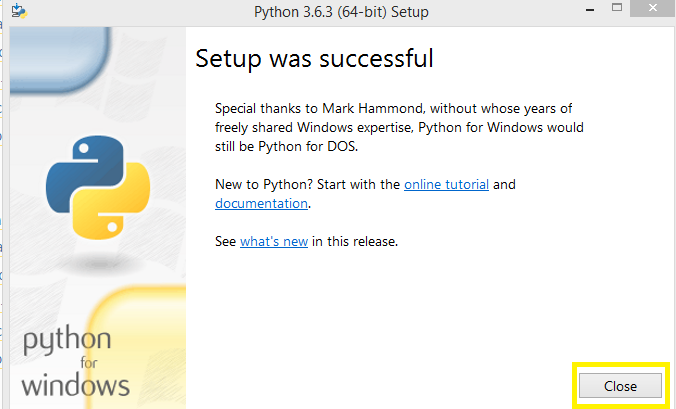 Python 3.6.3 (64-bit) Setup
Setup was successful
Special thanks to Mark Hammond, without whose years of
freely shared Windows expertise, Python for Windows would
still be Python for DOS.
New to Python? Start with the online tutorial and
documentation.
See what's new in this release.
python
for
windows
Close